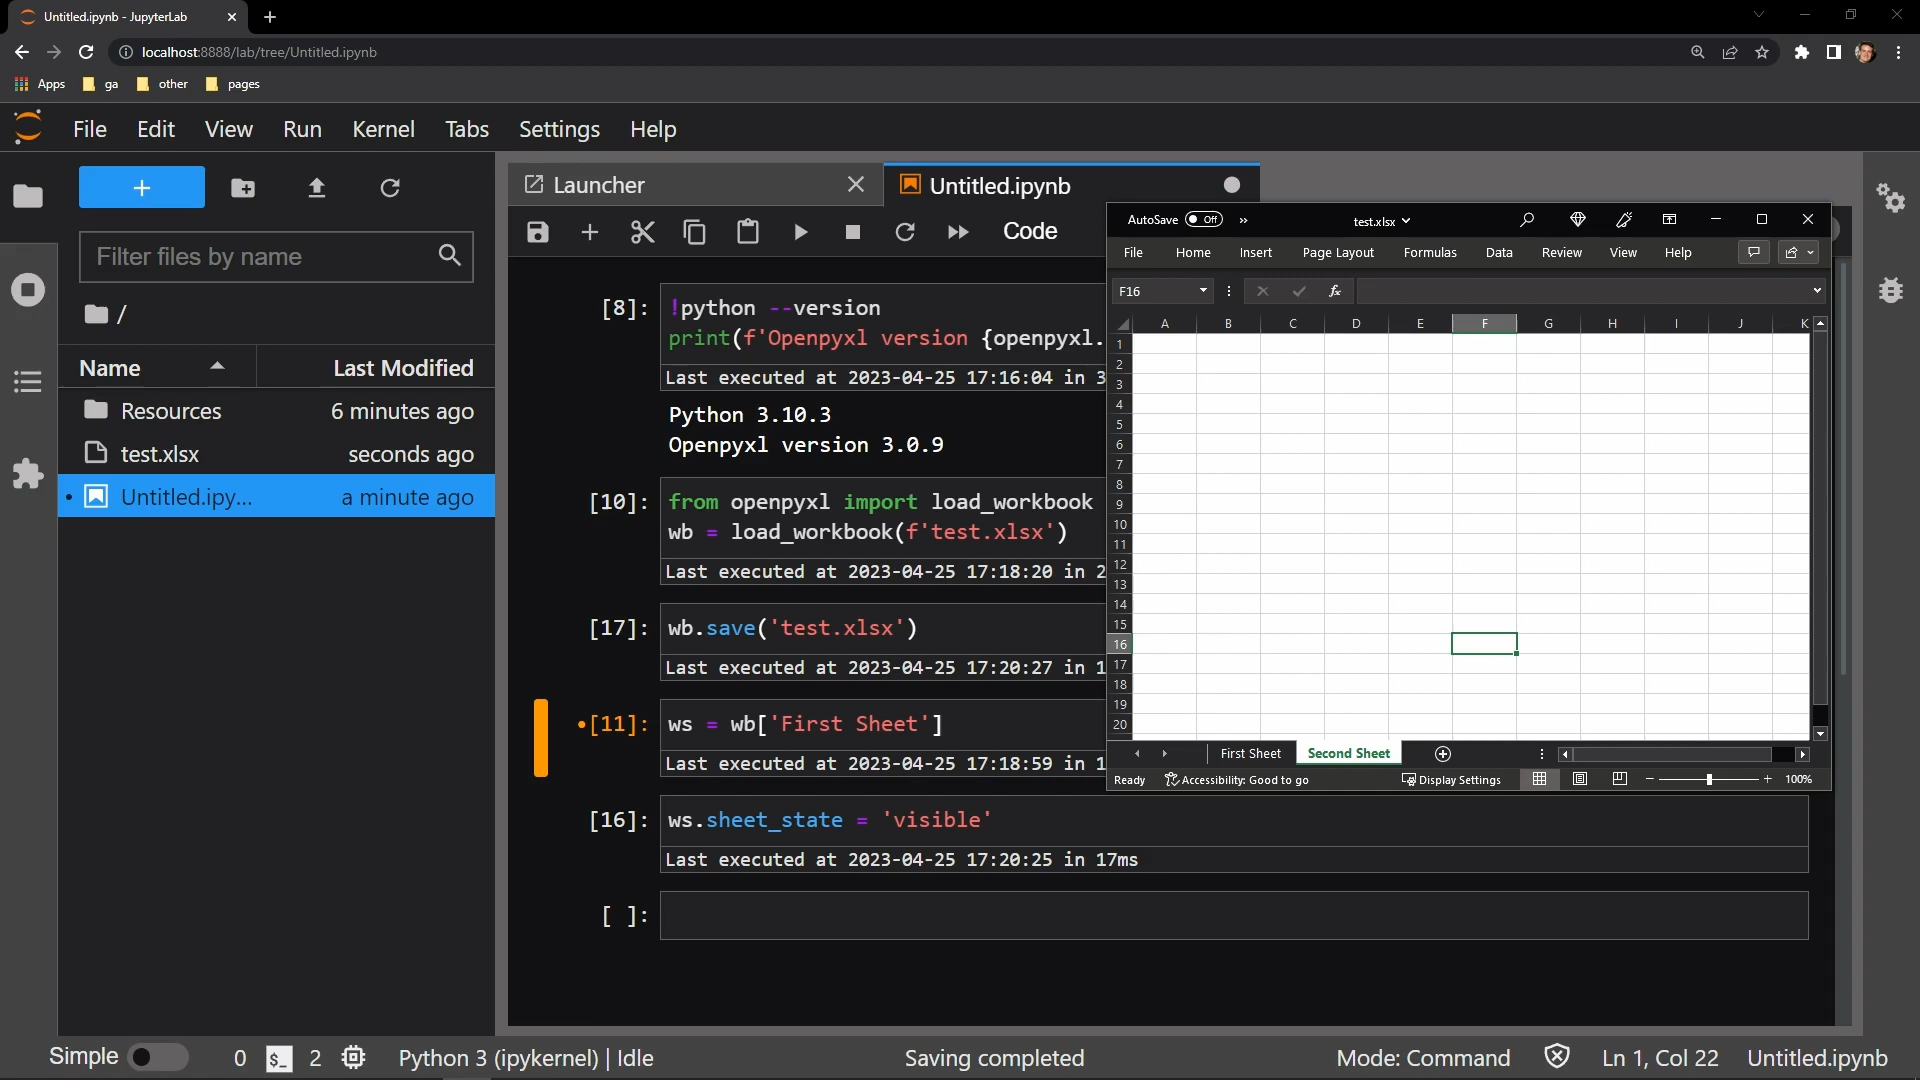 Untitled.ipynb - JupyterLab
localhost:8888/lab/tree/Untitled.ipynb
Apps ga other pages
File Edit View Run Kernel Tabs Settings Help
Filter files by name
/
Name Last Modified
Resources 6 minutes ago
test.xlsx seconds ago
Untitled.ipy... a minute ago
Launcher Untitled.ipynb
Code
[8]: !python --version
print(f'Openpyxl version {openpyxl.
Last executed at 2023-04-25 17:16:04 in 3
Python 3.10.3
Openpyxl version 3.0.9
[10]: from openpyxl import load_workbook
wb = load_workbook(f'test.xlsx')
Last executed at 2023-04-25 17:18:20 in 2
[17]: wb.save('test.xlsx')
Last executed at 2023-04-25 17:20:27 in 1
•[11]: ws = wb['First Sheet']
Last executed at 2023-04-25 17:18:59 in 1
[16]: ws.sheet_state = 'visible'
Last executed at 2023-04-25 17:20:25 in 17ms
[ ]:
AutoSave Off » test.xlsx
File Home Insert Page Layout Formulas Data Review View Help
F16 fx
A B C D E F G H I J K
1
2
3
4
5
6
7
8
9
10
11
12
13
14
15
16
17
18
19
20
First Sheet Second Sheet
Ready Accessibility: Good to go Display Settings 100%
Simple 0 $_ 2 Python 3 (ipykernel) | Idle Saving completed Mode: Command Ln 1, Col 22 Untitled.ipynb